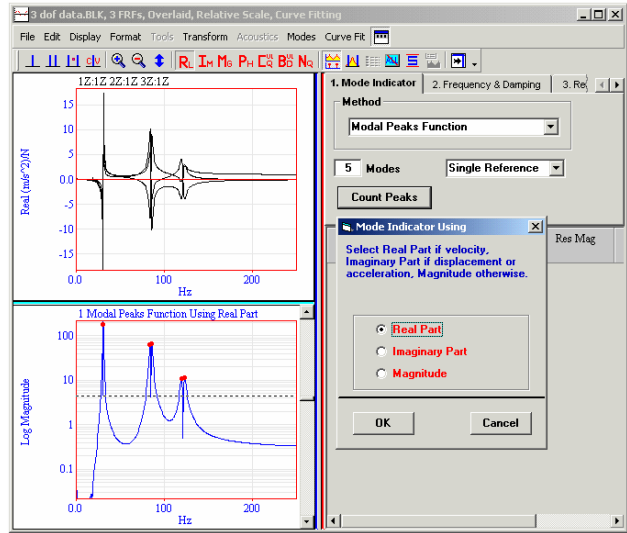 3 dof data.BLK, 3 FRFs, Overlaid, Relative Scale, Curve Fitting
File Edit Display Format Tools Transform Acoustics Modes Curve Fit
RL IM MG PH NQ
1Z:1Z 2Z:1Z 3Z:1Z
Real (m/s^2)/N
15
10
5
0.0
-5
-10
-15
0.0 100 200
Hz
1 Modal Peaks Function Using Real Part
Log Magnitude
100
10
1
0.1
0.0 100 200
Hz
1. Mode Indicator 2. Frequency & Damping 3. Re
Method
Modal Peaks Function
5 Modes Single Reference
Count Peaks
Res Mag
Mode Indicator Using
Select Real Part if velocity,
Imaginary Part if displacement or
acceleration, Magnitude otherwise.
Real Part
Imaginary Part
Magnitude
OK Cancel